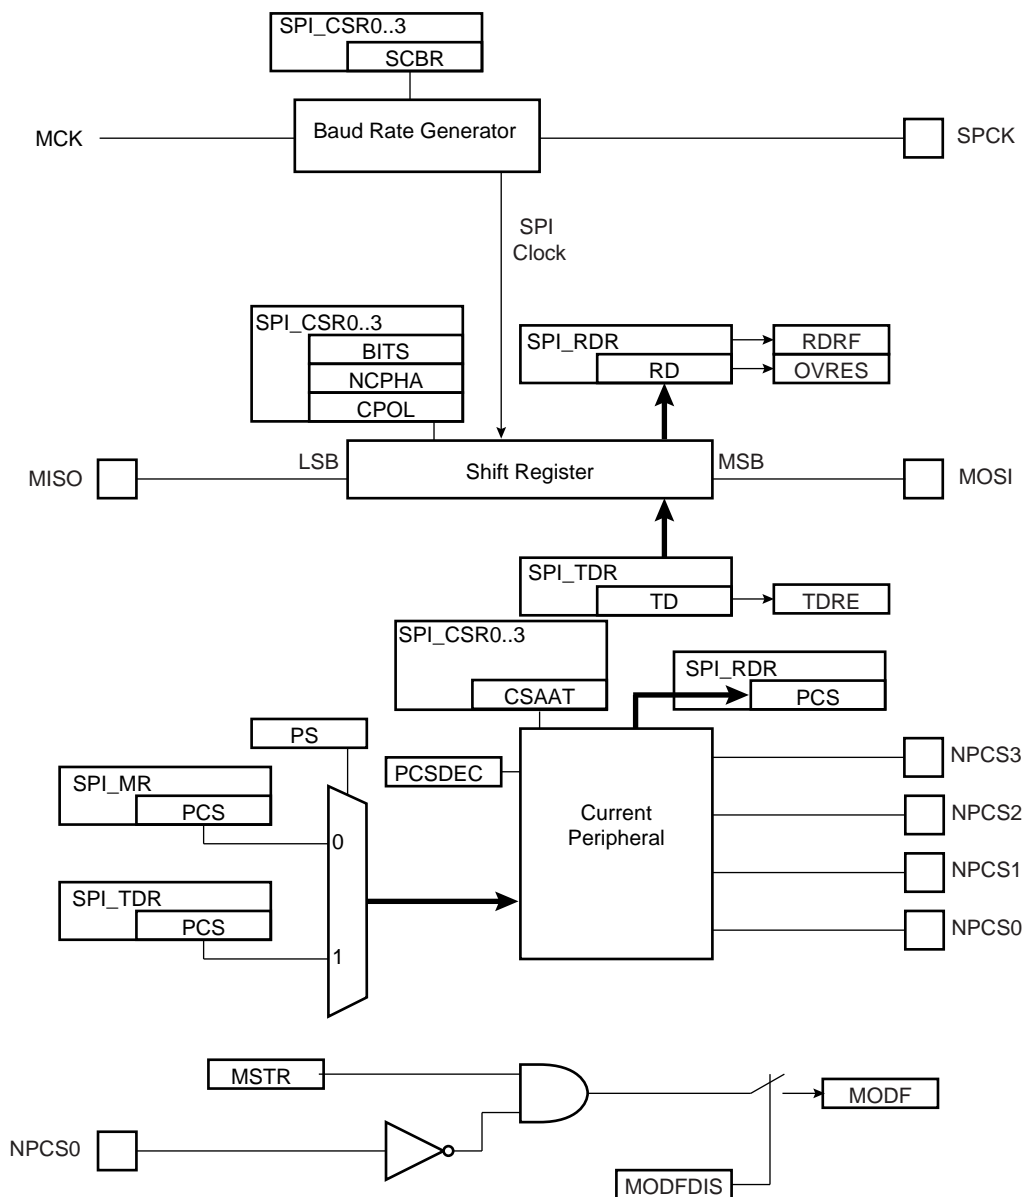 SPI_CSR0..3
SCBR
MCK
Baud Rate Generator
SPCK
SPI
Clock
SPI_CSR0..3
BITS
NCPHA
CPOL
SPI_RDR
RD
RDRF
OVRES
MISO
LSB
Shift Register
MSB
MOSI
SPI_TDR
TD
TDRE
SPI_CSR0..3
CSAAT
SPI_RDR
PCS
PS
PCSDEC
Current
Peripheral
NPCS3
NPCS2
NPCS1
NPCS0
SPI_MR
PCS
0
SPI_TDR
PCS
1
MSTR
MODF
NPCS0
MODFDIS